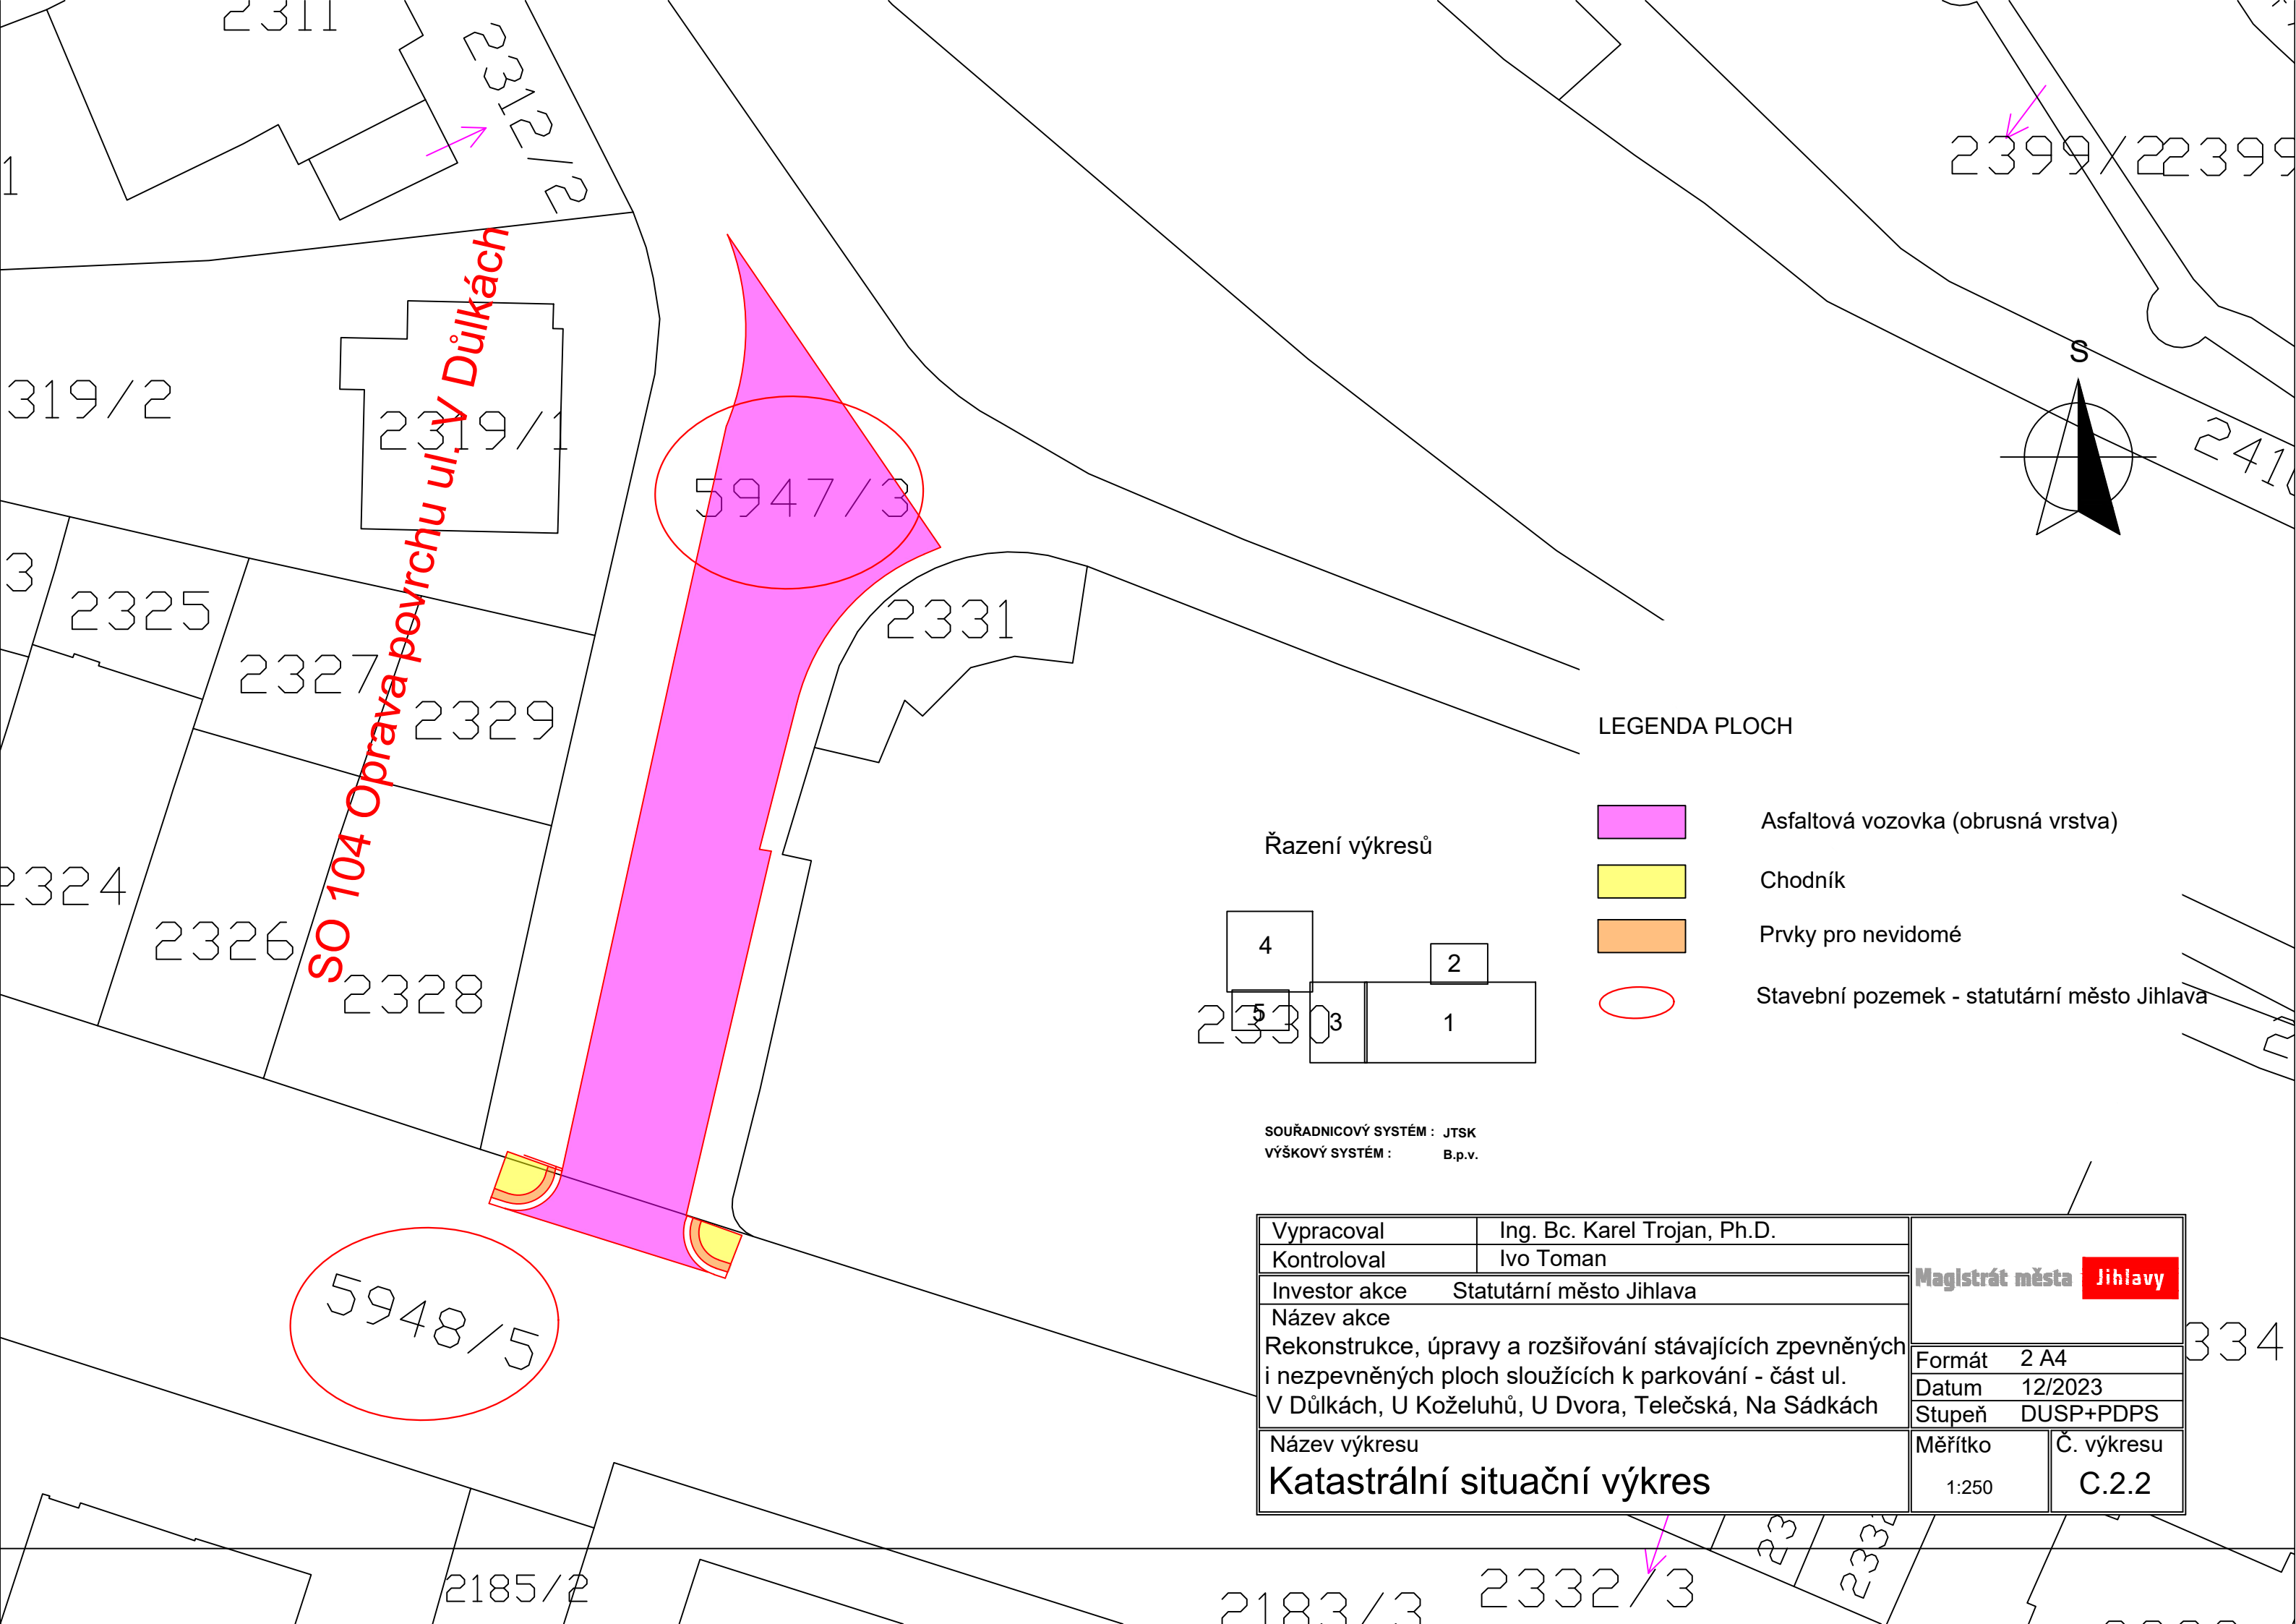 2311
2312/2
1
2399/2
2399
319/2
2319/1
S
5947/3
3
2325
2327
2329
2331
SO 104 Oprava povrchu ul. V Důlkách
2324
2326
2328
LEGENDA PLOCH
Asfaltová vozovka (obrusná vrstva)
Chodník
Prvky pro nevidomé
Stavební pozemek - statutární město Jihlava
Řazení výkresů
4
2
5
3
1
2330
SOUŘADNICOVÝ SYSTÉM : JTSK
VÝŠKOVÝ SYSTÉM : B.p.v.
5948/5
Vypracoval Ing. Bc. Karel Trojan, Ph.D.
Kontroloval Ivo Toman
Investor akce Statutární město Jihlava
Název akce
Rekonstrukce, úpravy a rozšiřování stávajících zpevněných
i nezpevněných ploch sloužících k parkování - část ul.
V Důlkách, U Koželuhů, U Dvora, Telečská, Na Sádkách
Název výkresu
Katastrální situační výkres
Magistrát města Jihlavy
Formát 2 A4
Datum 12/2023
Stupeň DUSP+PDPS
Měřítko
1:250
Č. výkresu
C.2.2
334
2185/2
2183/3
2332/3